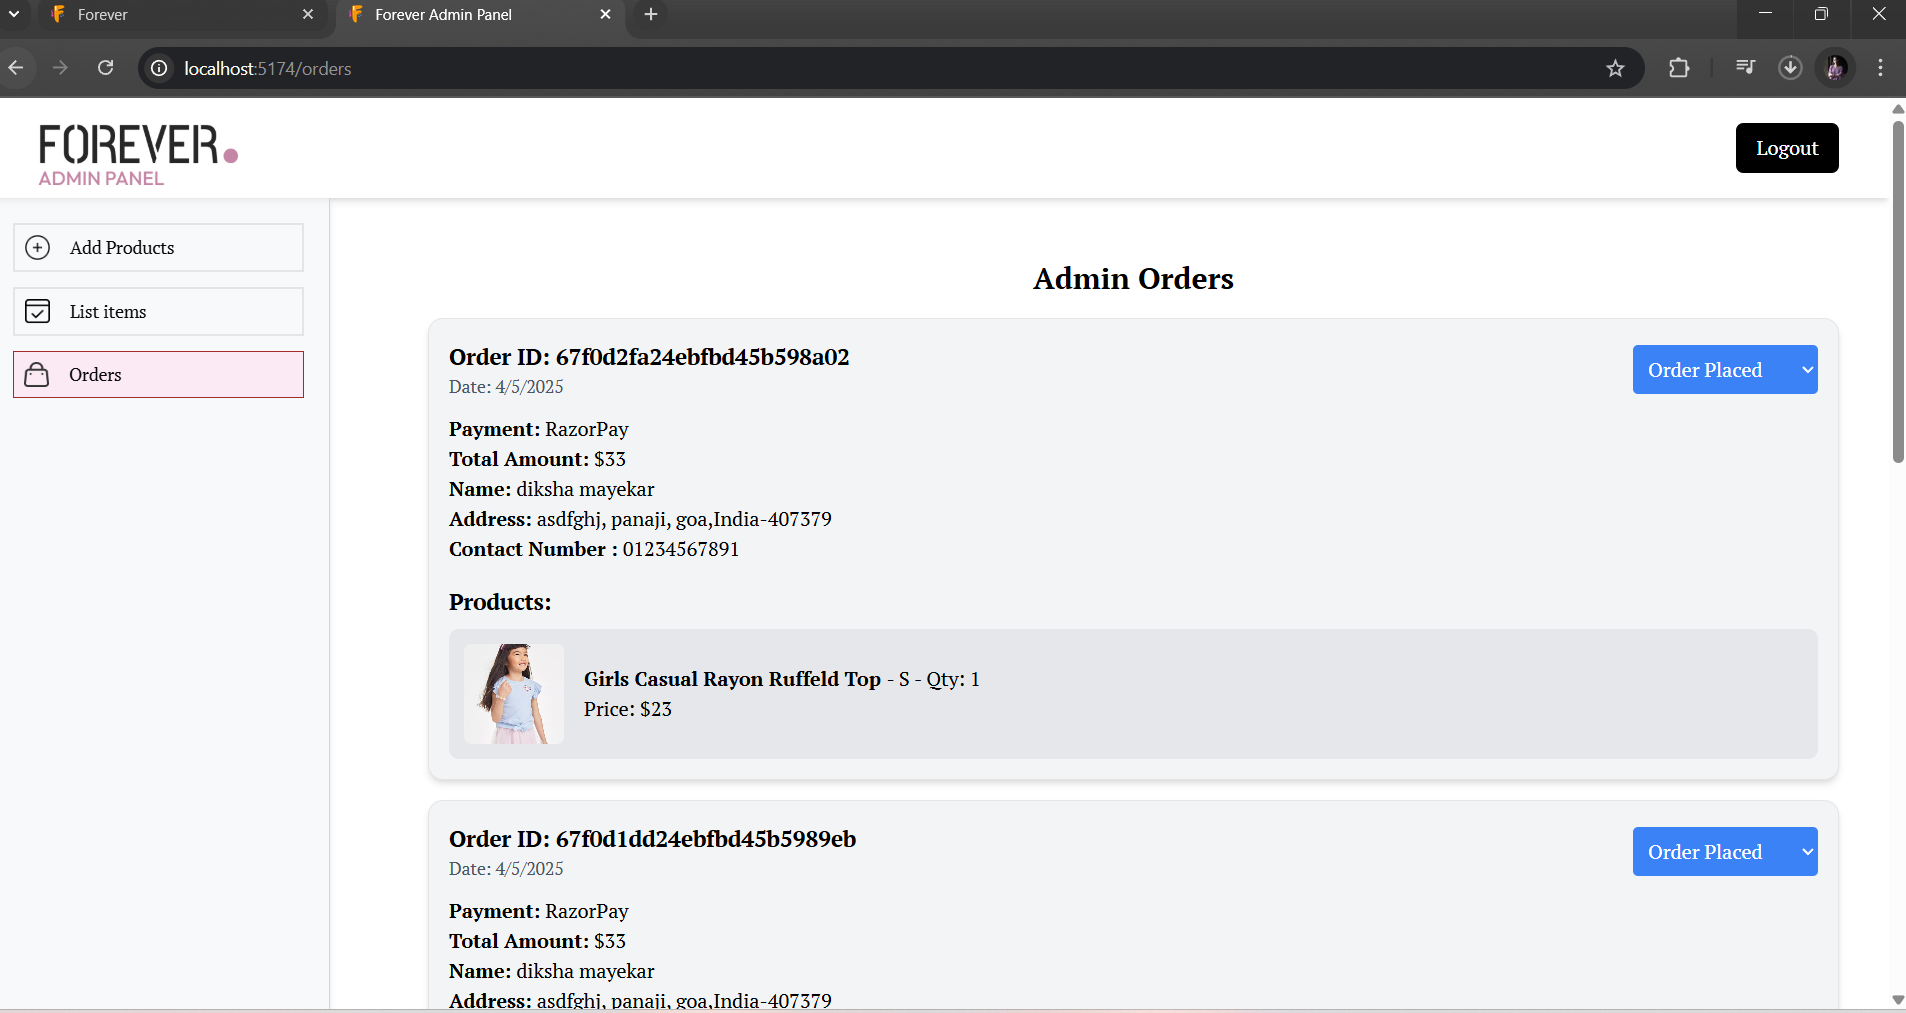 Forever
Forever Admin Panel
localhost:5174/orders
FOREVER.
ADMIN PANEL
Logout
Add Products
List items
Orders
Admin Orders
Order ID: 67f0d2fa24ebfbd45b598a02
Order Placed
Date: 4/5/2025
Payment: RazorPay
Total Amount: $33
Name: diksha mayekar
Address: asdfghj, panaji, goa,India-407379
Contact Number : 01234567891
Products:
Girls Casual Rayon Ruffeld Top - S - Qty: 1
Price: $23
Order ID: 67f0d1dd24ebfbd45b5989eb
Order Placed
Date: 4/5/2025
Payment: RazorPay
Total Amount: $33
Name: diksha mayekar
Address: asdfghj, panaji, goa,India-407379